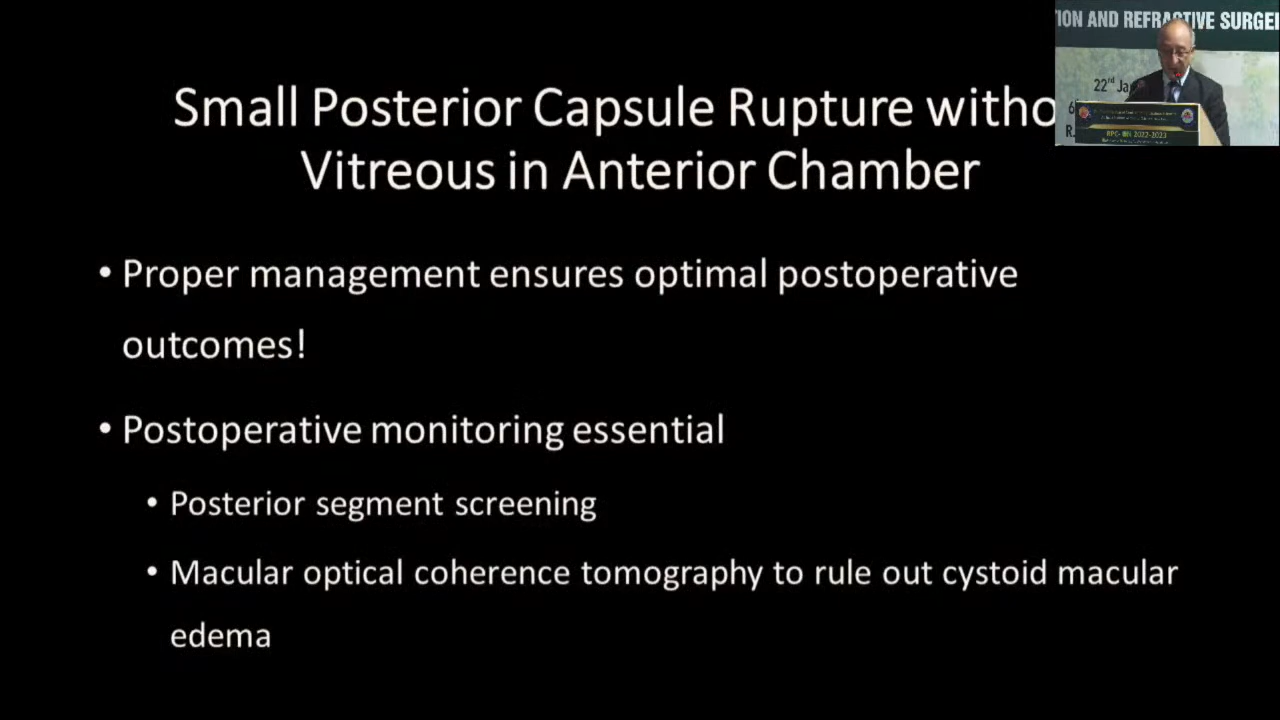 Small Posterior Capsule Rupture witho
Vitreous in Anterior Chamber
TION AND REFRACTIVE SURGE
22nd Ja
• Proper management ensures optimal postoperative
outcomes!
• Postoperative monitoring essential
• Posterior segment screening
• Macular optical coherence tomography to rule out cystoid macular
edema